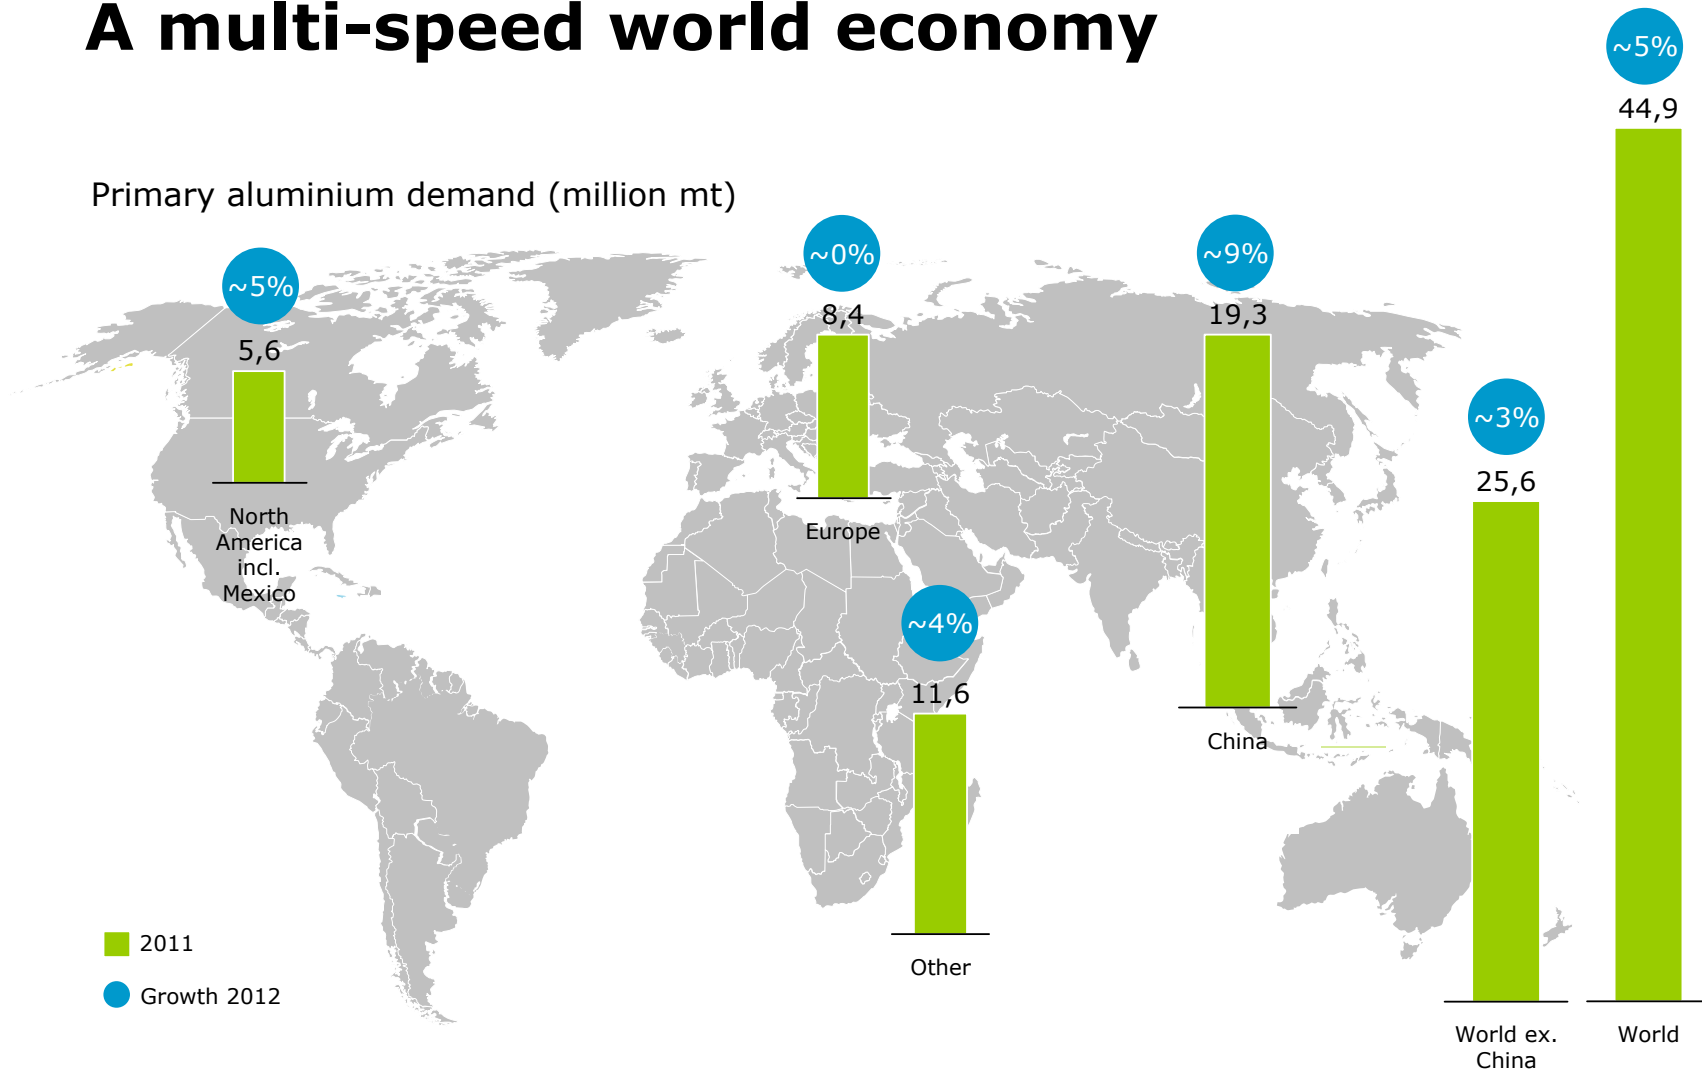 A multi-speed world economy
~5%
44,9
Primary aluminium demand (million mt)
~5%
5,6
North
America
incl.
Mexico
~0%
8,4
Europe
~4%
11,6
Other
~9%
19,3
China
~3%
25,6
World ex.
China
World
2011
Growth 2012